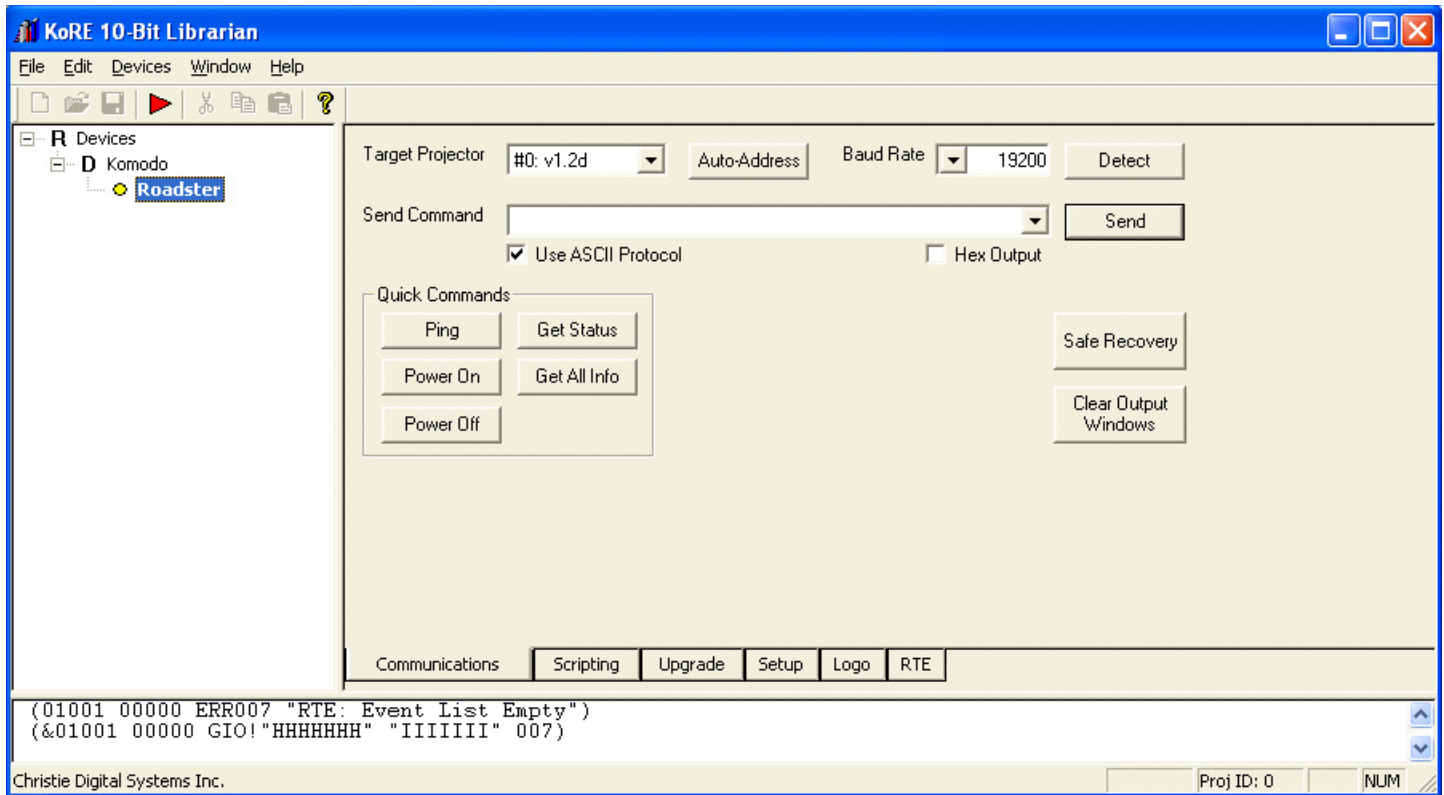 KoRE 10-Bit Librarian
File Edit Devices Window Help
R Devices
D Komodo
Roadster
Target Projector #0: v1.2d Auto-Address Baud Rate 19200 Detect
Send Command Send
Use ASCII Protocol Hex Output
Quick Commands
Ping Get Status
Power On Get All Info
Power Off
Safe Recovery
Clear Output
Windows
Communications Scripting Upgrade Setup Logo RTE
(01001 00000 ERR007 "RTE: Event List Empty")
(&01001 00000 GIO!"HHHHHHH" "IIIIIII" 007)
Christie Digital Systems Inc. Proj ID: 0 NUM